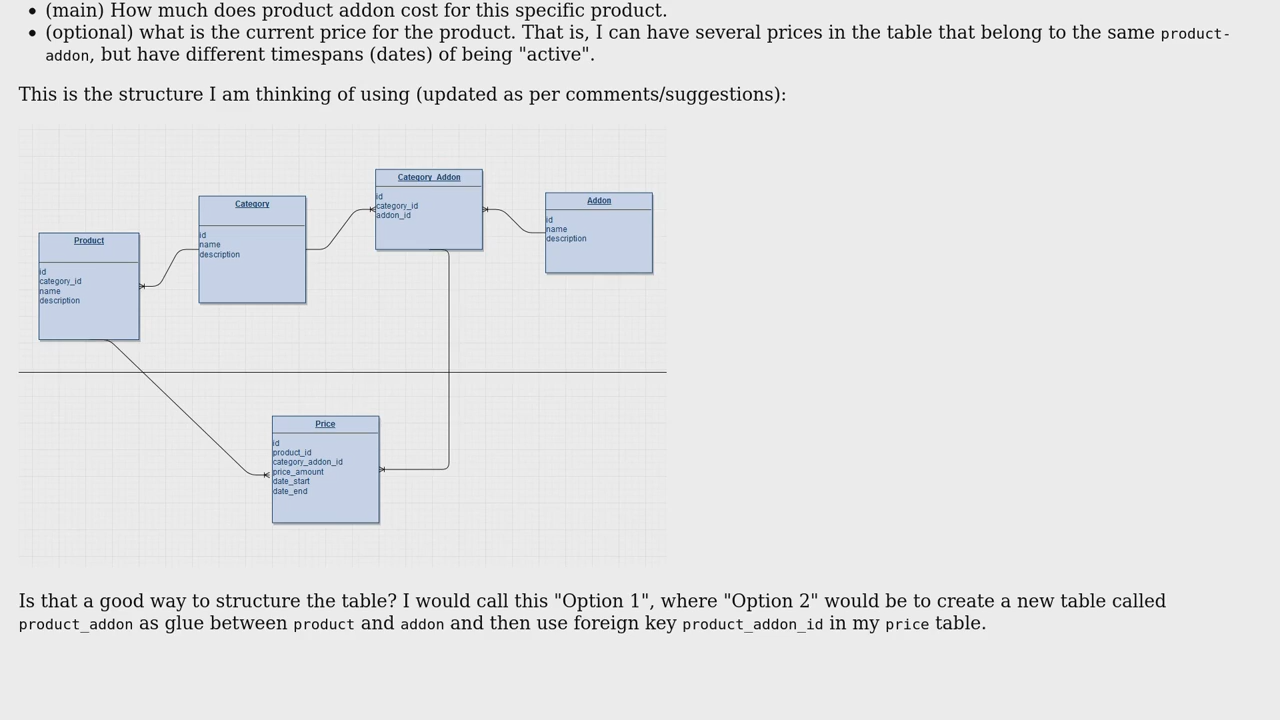 (main) How much does product addon cost for this specific product.
(optional) what is the current price for the product. That is, I can have several prices in the table that belong to the same product-
addon, but have different timespans (dates) of being "active".
This is the structure I am thinking of using (updated as per comments/suggestions):
Product
id
category_id
name
description
Category
id
name
description
Category_Addon
id
category_id
addon_id
Addon
id
name
description
Price
id
product_id
category_addon_id
price_amount
date_start
date_end
Is that a good way to structure the table? I would call this "Option 1", where "Option 2" would be to create a new table called
product_addon as glue between product and addon and then use foreign key product_addon_id in my price table.